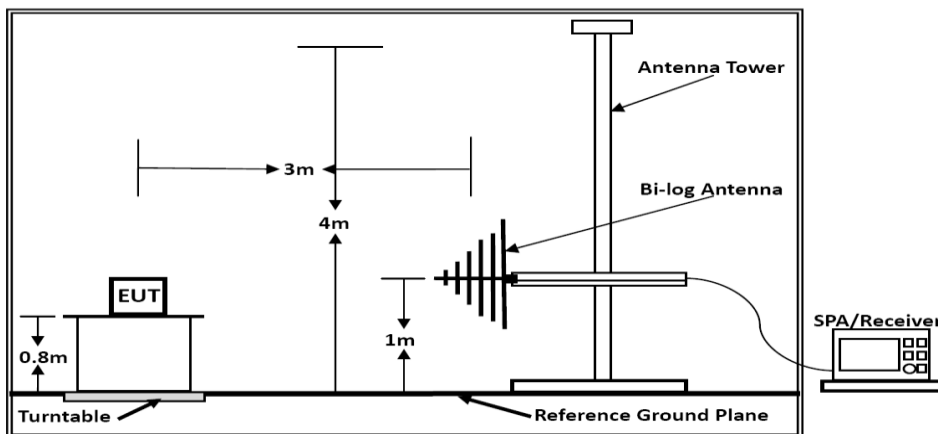 Antenna Tower
3m
Bi-log Antenna
4m
EUT
SPA/Receiver
0.8m
1m
Turntable
Reference Ground Plane